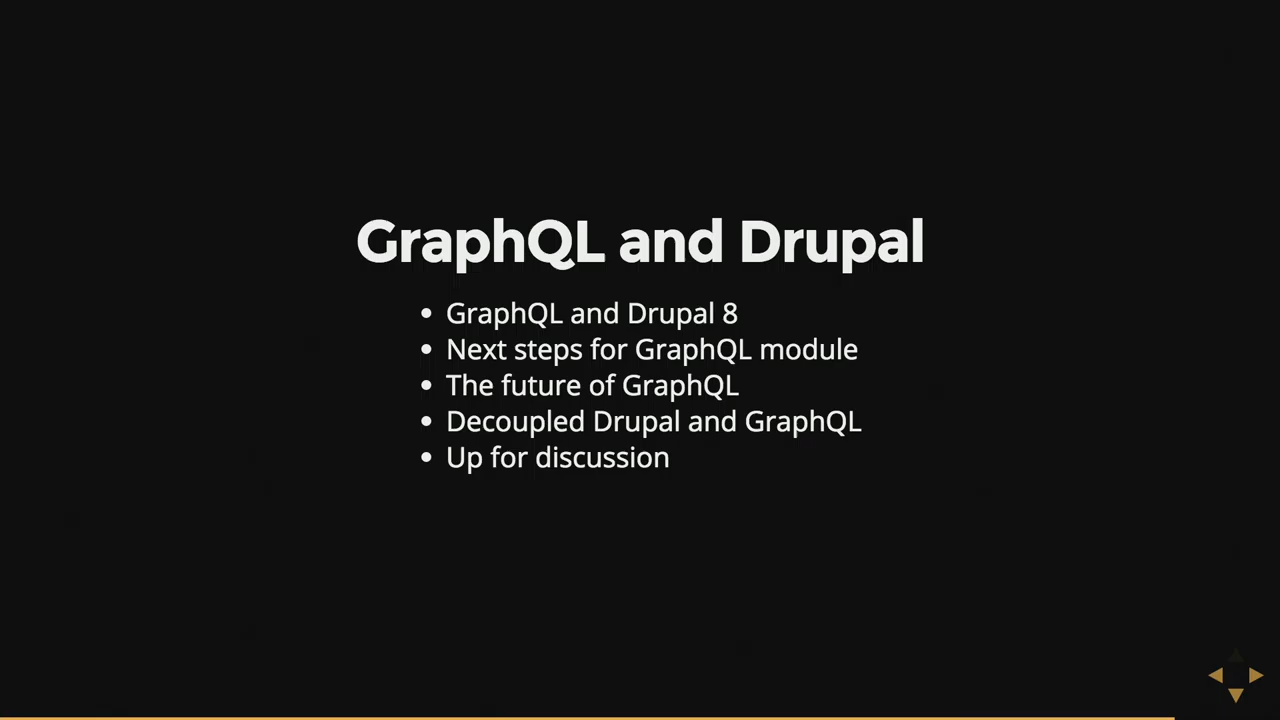 GraphQL and Drupal
• GraphQL and Drupal 8
• Next steps for GraphQL module
• The future of GraphQL
• Decoupled Drupal and GraphQL
• Up for discussion